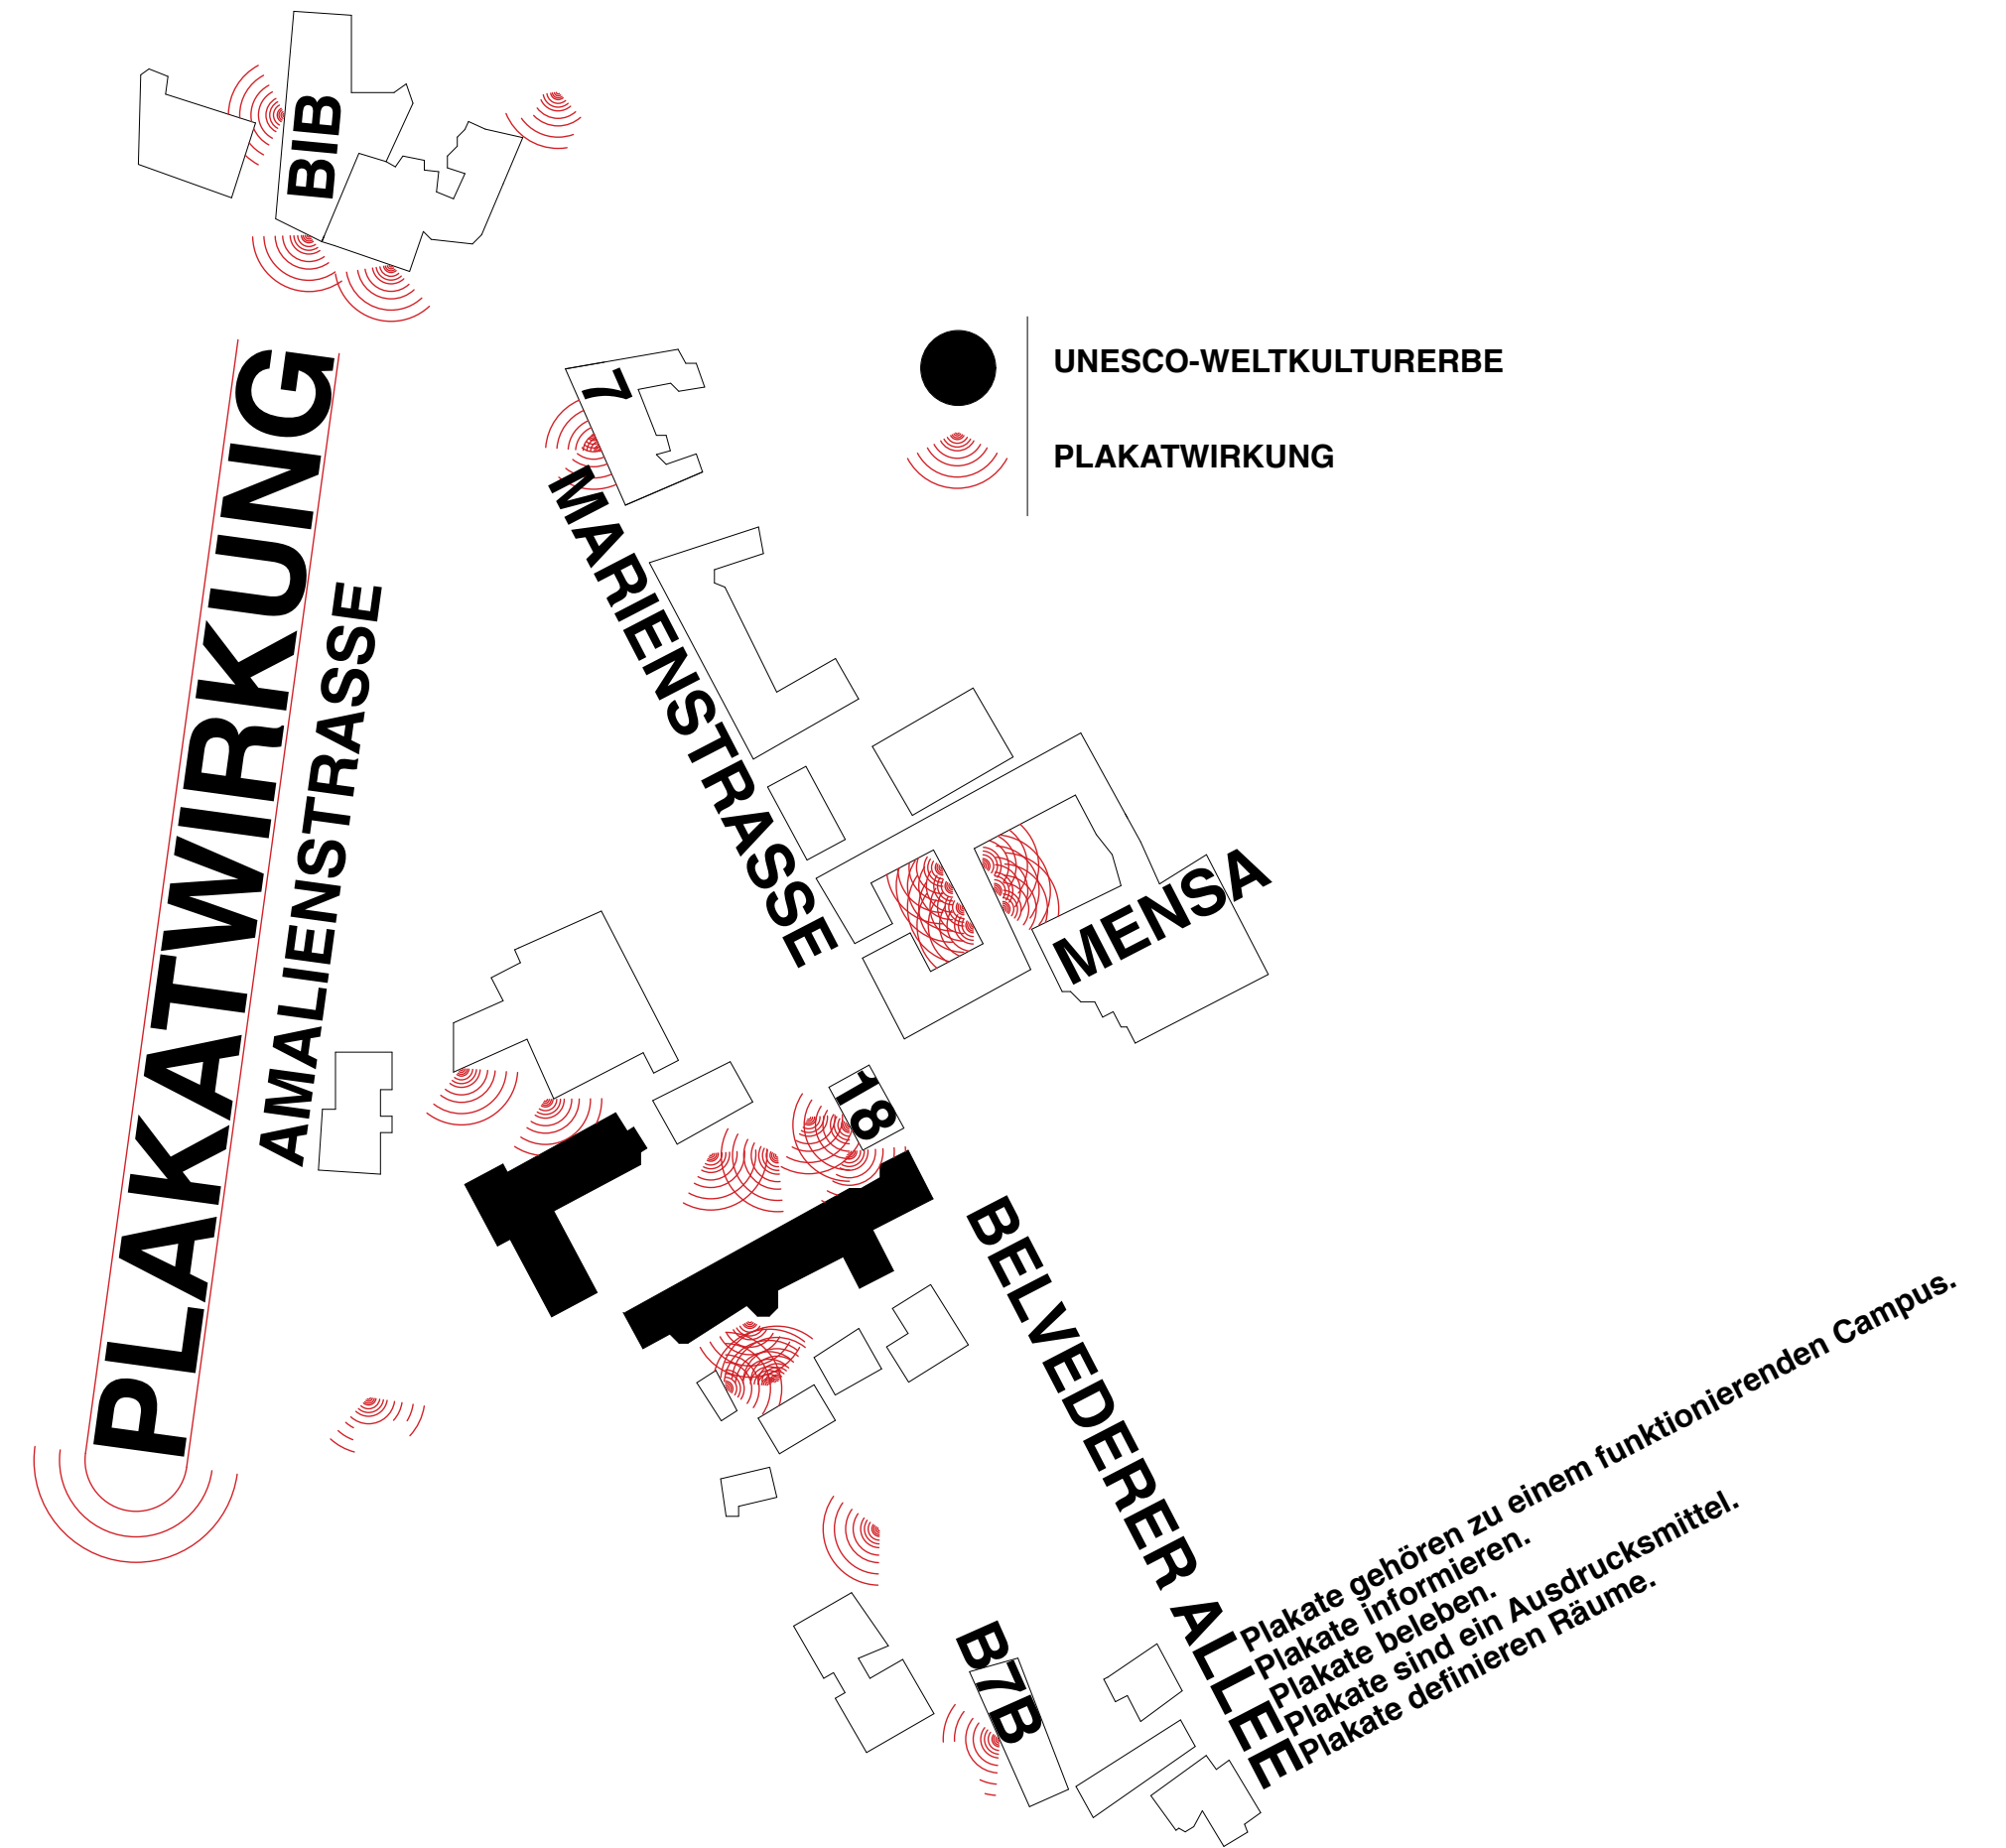 BIB
UNESCO-WELTKULTURERBE
PLAKATWIRKUNG
7
PLAKATWIRKUNG
AMALIENSTRASSE
MARIENSTRASSE
MENSA
18
BELVEDERER ALLEE
B7B
Plakate gehören zu einem funktionierenden Campus.
Plakate informieren.
Plakate beleben.
Plakate sind ein Ausdrucksmittel.
Plakate definieren Räume.